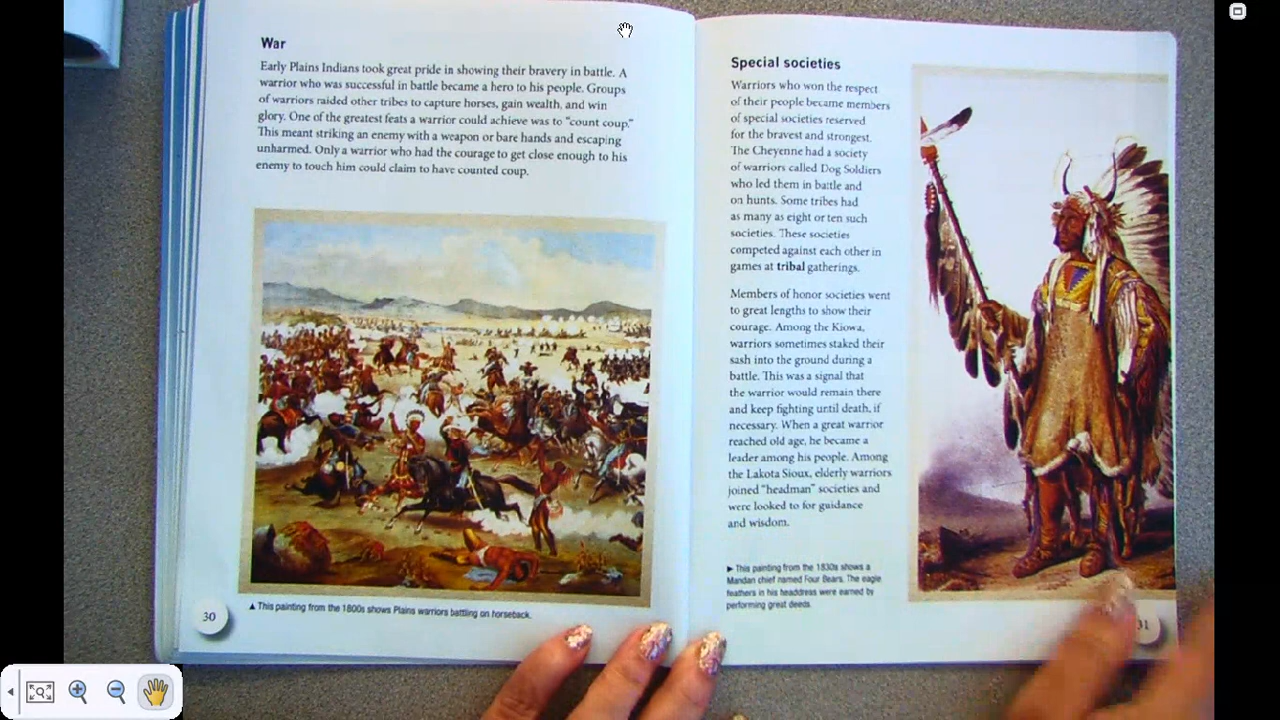 War
Early Plains Indians took great pride in showing their bravery in battle. A
warrior who was successful in battle became a hero to his people. Groups
of warriors raided other tribes to capture horses, gain wealth, and win
glory. One of the greatest feats a warrior could achieve was to "count coup."
This meant striking an enemy with a weapon or bare hands and escaping
unharmed. Only a warrior who had the courage to get close enough to his
enemy to touch him could claim to have counted coup.
▲ This painting from the 1800s shows Plains warriors battling on horseback.
30
Special societies
Warriors who won the respect
of their people became members
of special societies reserved
for the bravest and strongest.
The Cheyenne had a society
of warriors called Dog Soldiers
who led them in battle and
on hunts. Some tribes had
as many as eight or ten such
societies. These societies
competed against each other in
games at tribal gatherings.
Members of honor societies went
to great lengths to show their
courage. Among the Kiowa,
warriors sometimes staked their
sash into the ground during a
battle. This was a signal that
the warrior would remain there
and keep fighting until death, if
necessary. When a great warrior
reached old age, he became a
leader among his people. Among
the Lakota Sioux, elderly warriors
joined "headman" societies and
were looked to for guidance
and wisdom.
► This painting from the 1830s shows a
Mandan chief named Four Bears. The eagle
feathers in his headdress were earned by
performing great deeds.
31